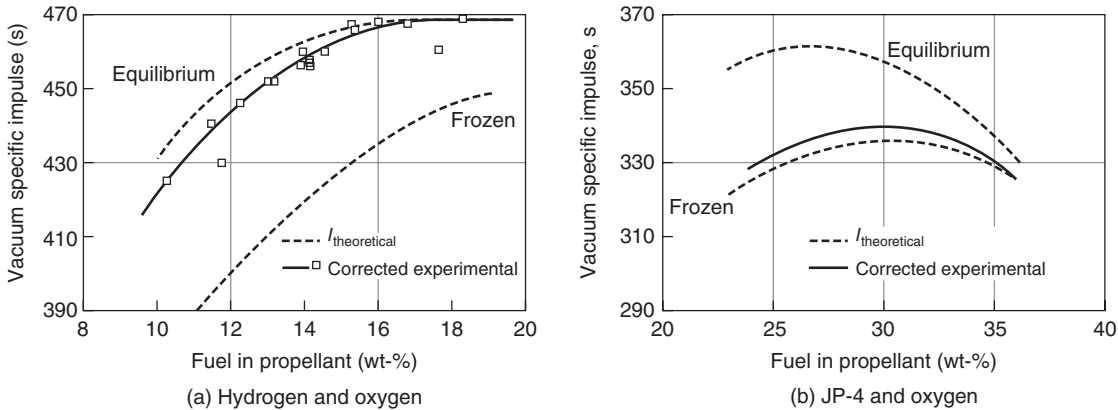 Vacuum specific impulse (s)
470
450
430
410
390
Equilibrium
Frozen
I theoretical
Corrected experimental
8 10 12 14 16 18 20
Fuel in propellant (wt-%)
(a) Hydrogen and oxygen
Vacuum specific impulse, s
370
350
330
310
290
Equilibrium
Frozen
I theoretical
Corrected experimental
20 25 30 35 40
Fuel in propellant (wt-%)
(b) JP-4 and oxygen